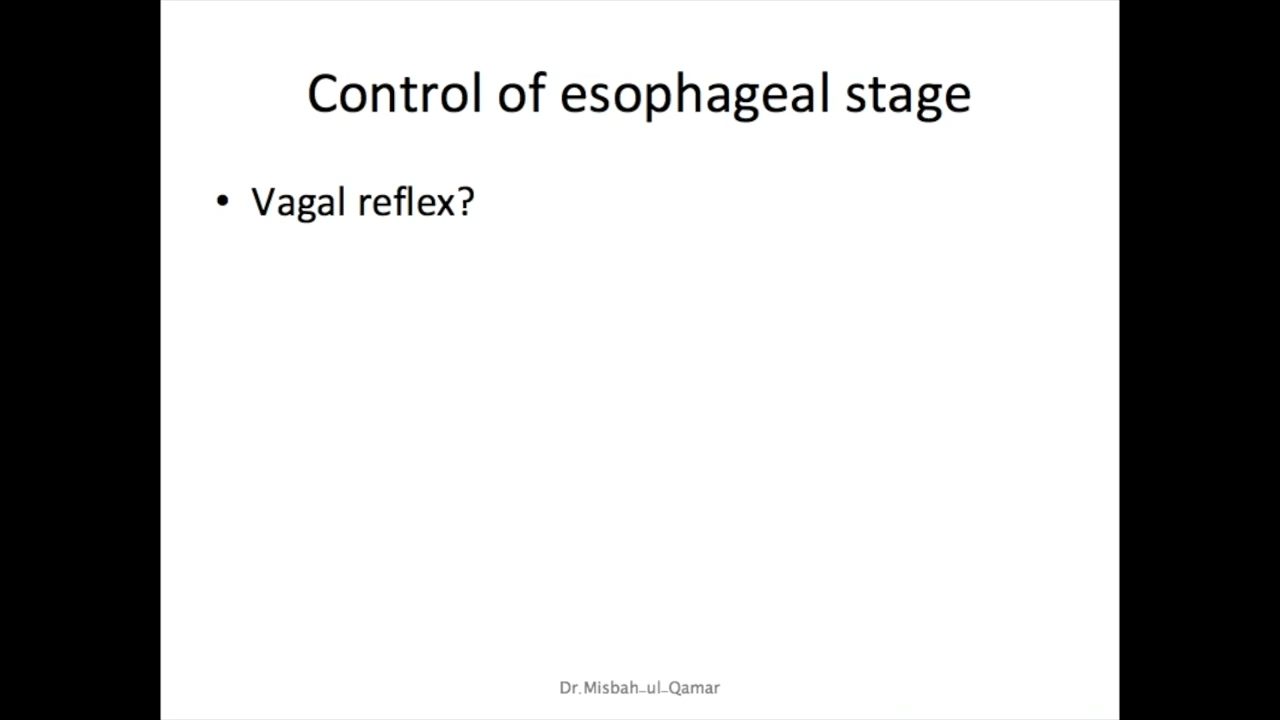 Control of esophageal stage
• Vagal reflex?
Dr.Misbah-ul-Qamar